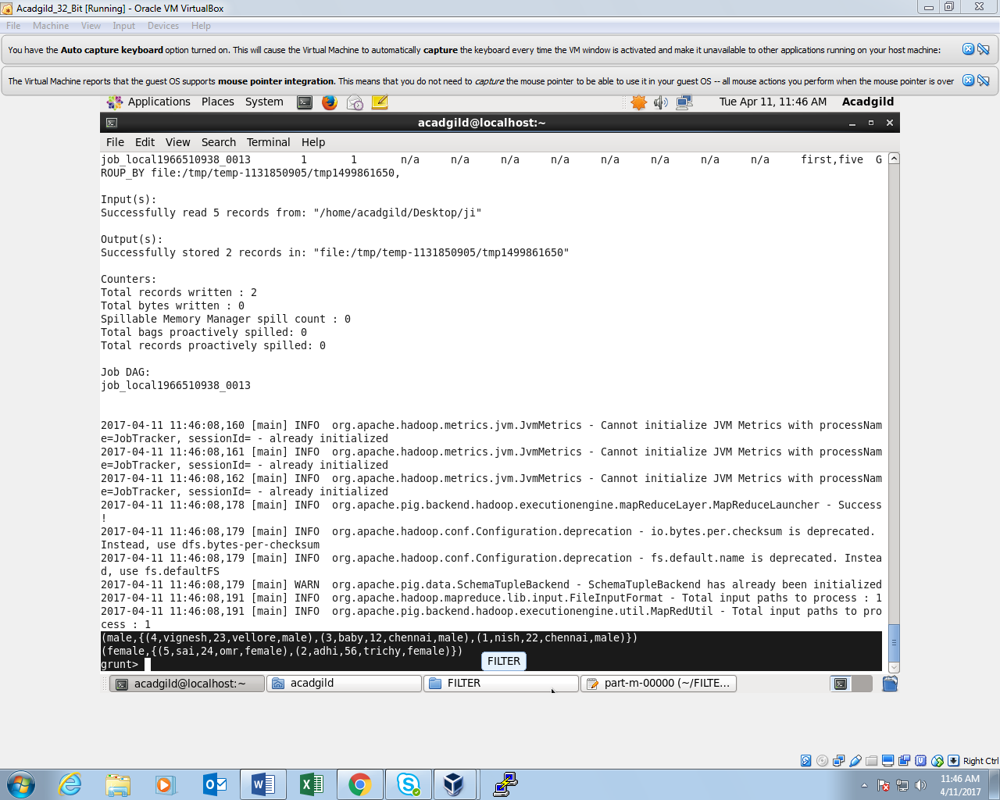 Acadgild_32_Bit [Running] - Oracle VM VirtualBox
File Machine View Input Devices Help
You have the Auto capture keyboard option turned on. This will cause the Virtual Machine to automatically capture the keyboard every time the VM window is activated and make it unavailable to other applications running on your host machine:
The Virtual Machine reports that the guest OS supports mouse pointer integration. This means that you do not need to capture the mouse pointer to be able to use it in your guest OS -- all mouse actions you perform when the mouse pointer is over
Applications Places System Tue Apr 11, 11:46 AM Acadgild
acadgild@localhost:~
File Edit View Search Terminal Help
job_local1966510938_0013 1 1 n/a n/a n/a n/a n/a n/a n/a n/a first,five G
ROUP_BY file:/tmp/temp-1131850905/tmp1499861650,
Input(s):
Successfully read 5 records from: "/home/acadgild/Desktop/ji"
Output(s):
Successfully stored 2 records in: "file:/tmp/temp-1131850905/tmp1499861650"
Counters:
Total records written : 2
Total bytes written : 0
Spillable Memory Manager spill count : 0
Total bags proactively spilled: 0
Total records proactively spilled: 0
Job DAG:
job_local1966510938_0013
2017-04-11 11:46:08,160 [main] INFO  org.apache.hadoop.metrics.jvm.JvmMetrics - Cannot initialize JVM Metrics with processNam
e=JobTracker, sessionId= - already initialized
2017-04-11 11:46:08,161 [main] INFO  org.apache.hadoop.metrics.jvm.JvmMetrics - Cannot initialize JVM Metrics with processNam
e=JobTracker, sessionId= - already initialized
2017-04-11 11:46:08,162 [main] INFO  org.apache.hadoop.metrics.jvm.JvmMetrics - Cannot initialize JVM Metrics with processNam
e=JobTracker, sessionId= - already initialized
2017-04-11 11:46:08,178 [main] INFO  org.apache.pig.backend.hadoop.executionengine.mapReduceLayer.MapReduceLauncher - Success
!
2017-04-11 11:46:08,179 [main] INFO  org.apache.hadoop.conf.Configuration.deprecation - io.bytes.per.checksum is deprecated.
Instead, use dfs.bytes-per-checksum
2017-04-11 11:46:08,179 [main] INFO  org.apache.hadoop.conf.Configuration.deprecation - fs.default.name is deprecated. Instea
d, use fs.defaultFS
2017-04-11 11:46:08,179 [main] WARN  org.apache.pig.data.SchemaTupleBackend - SchemaTupleBackend has already been initialized
2017-04-11 11:46:08,191 [main] INFO  org.apache.hadoop.mapreduce.lib.input.FileInputFormat - Total input paths to process : 1
2017-04-11 11:46:08,191 [main] INFO  org.apache.pig.backend.hadoop.executionengine.util.MapRedUtil - Total input paths to pro
cess : 1
(male,{(4,vignesh,23,vellore,male),(3,baby,12,chennai,male),(1,nish,22,chennai,male)})
(female,{(5,sai,24,omr,female),(2,adhi,56,trichy,female)})
grunt>
FILTER
acadgild@localhost:~ acadgild FILTER part-m-00000 (~/FILTE...
Right Ctrl
11:46 AM
4/11/2017